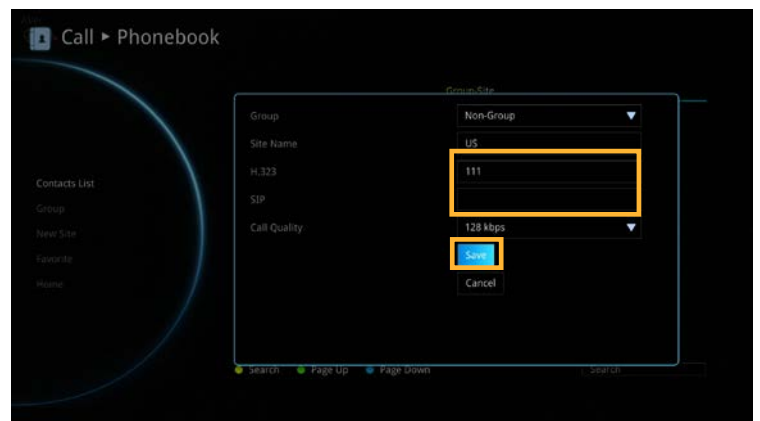 Call ▸ Phonebook
Group-Site
Group Non-Group
Site Name US
H.323 111
SIP
Call Quality 128 kbps
Save
Cancel
Contacts List
Group
New Site
Favorite
Home
Search Page Up Page Down Search